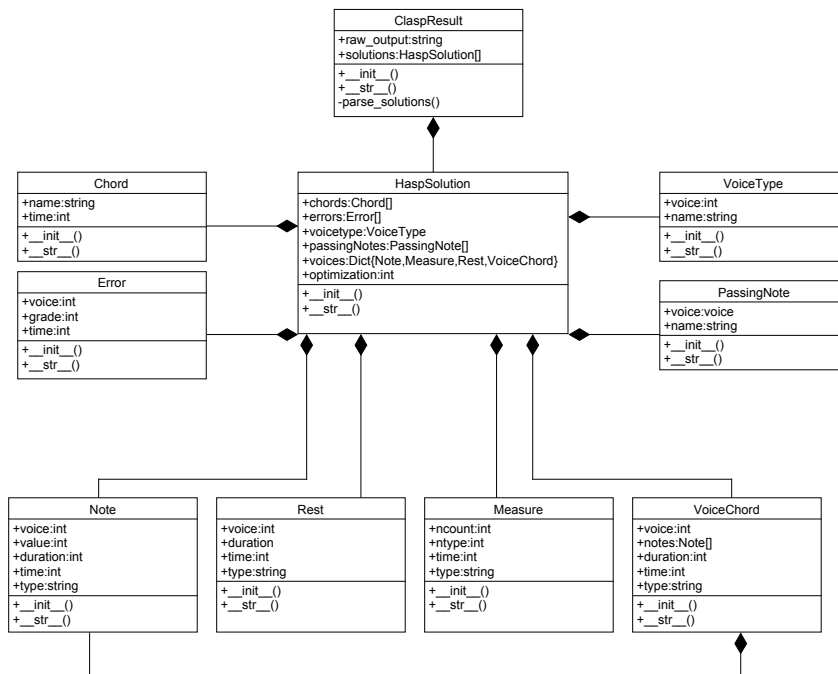 ClaspResult
+raw_output:string
+solutions:HaspSolution[]
+__init__()
+__str__()
-parse_solutions()
Chord
+name:string
+time:int
+__init__()
+__str__()
HaspSolution
+chords:Chord[]
+errors:Error[]
+voicetype:VoiceType
+passingNotes:PassingNote[]
+voices:Dict{Note,Measure,Rest,VoiceChord}
+optimization:int
+__init__()
+__str__()
VoiceType
+voice:int
+name:string
+__init__()
+__str__()
Error
+voice:int
+grade:int
+time:int
+__init__()
+__str__()
PassingNote
+voice:voice
+name:string
+__init__()
+__str__()
Note
+voice:int
+value:int
+duration:int
+time:int
+type:string
+__init__()
+__str__()
Rest
+voice:int
+duration
+time:int
+type:string
+__init__()
+__str__()
Measure
+ncount:int
+ntype:int
+time:int
+type:string
+__init__()
+__str__()
VoiceChord
+voice:int
+notes:Note[]
+duration:int
+time:int
+type:string
+__init__()
+__str__()